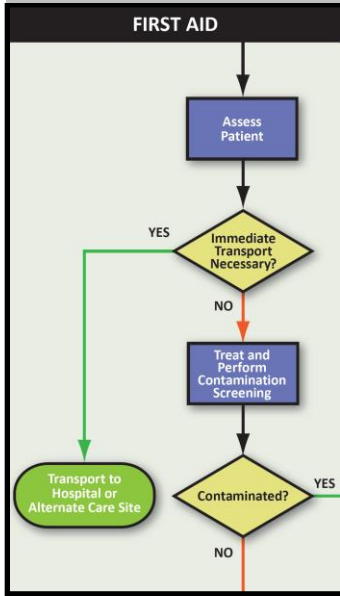 FIRST AID
Assess
Patient
YES
Immediate
Transport
Necessary?
NO
Treat and
Perform
Contamination
Screening
Transport to
Hospital or
Alternate Care Site
Contaminated?
YES
NO